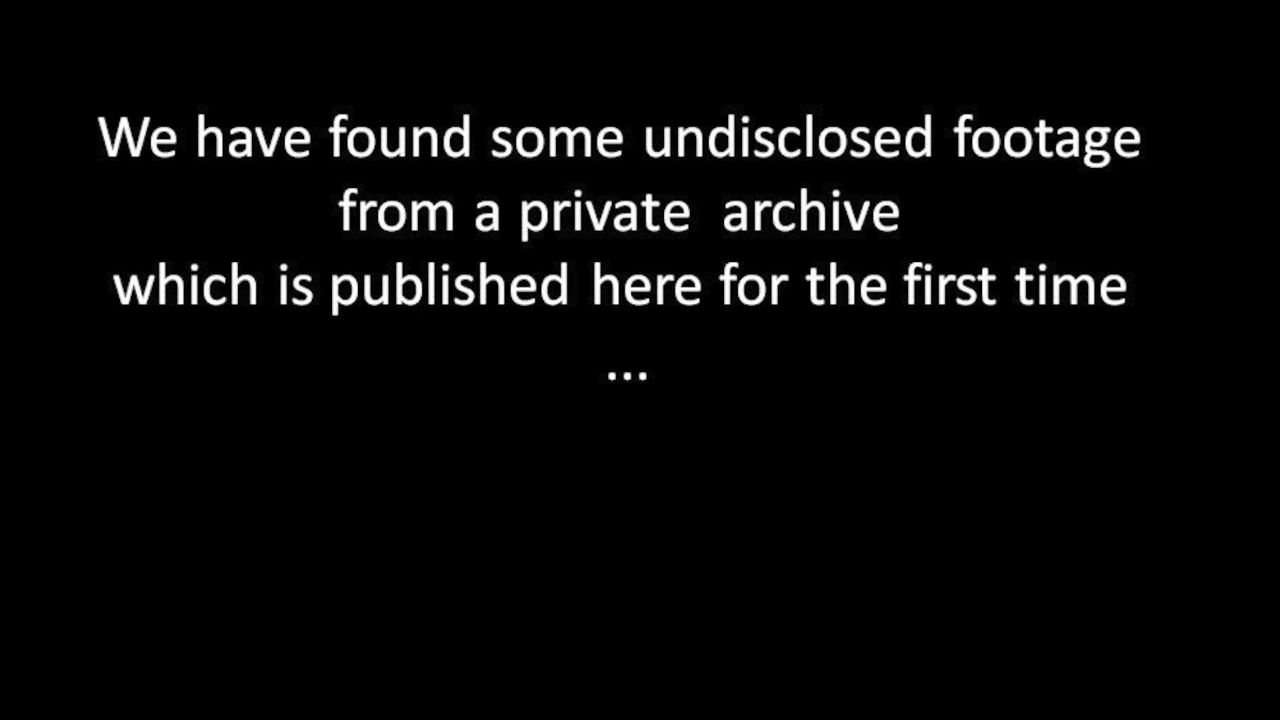 We have found some undisclosed footage
from a private  archive
which is published here for the first time
...